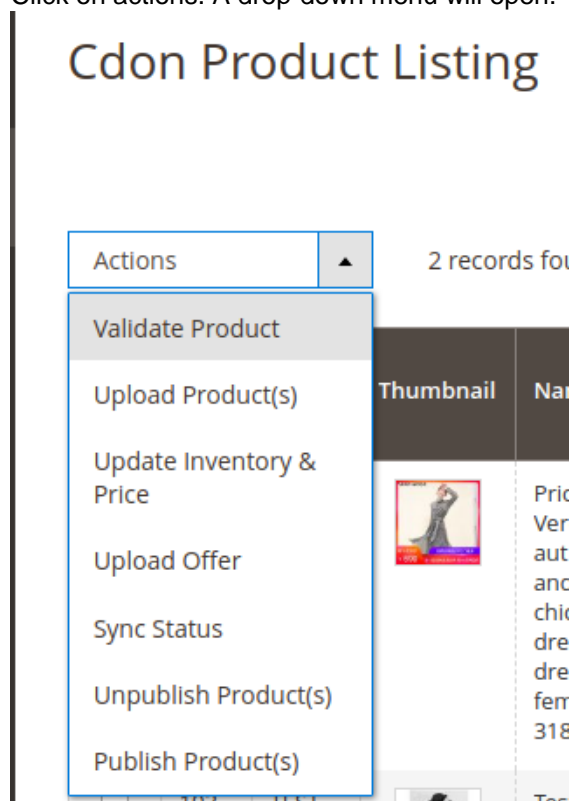 Click on actions. A drop-down menu will open.
Cdon Product Listing
Actions
2 records fou
Validate Product
Upload Product(s)
Update Inventory &
Price
Upload Offer
Sync Status
Unpublish Product(s)
Publish Product(s)
Thumbnail
Nar
Pric
Ver
aut
and
chic
dre
dre
fem
318